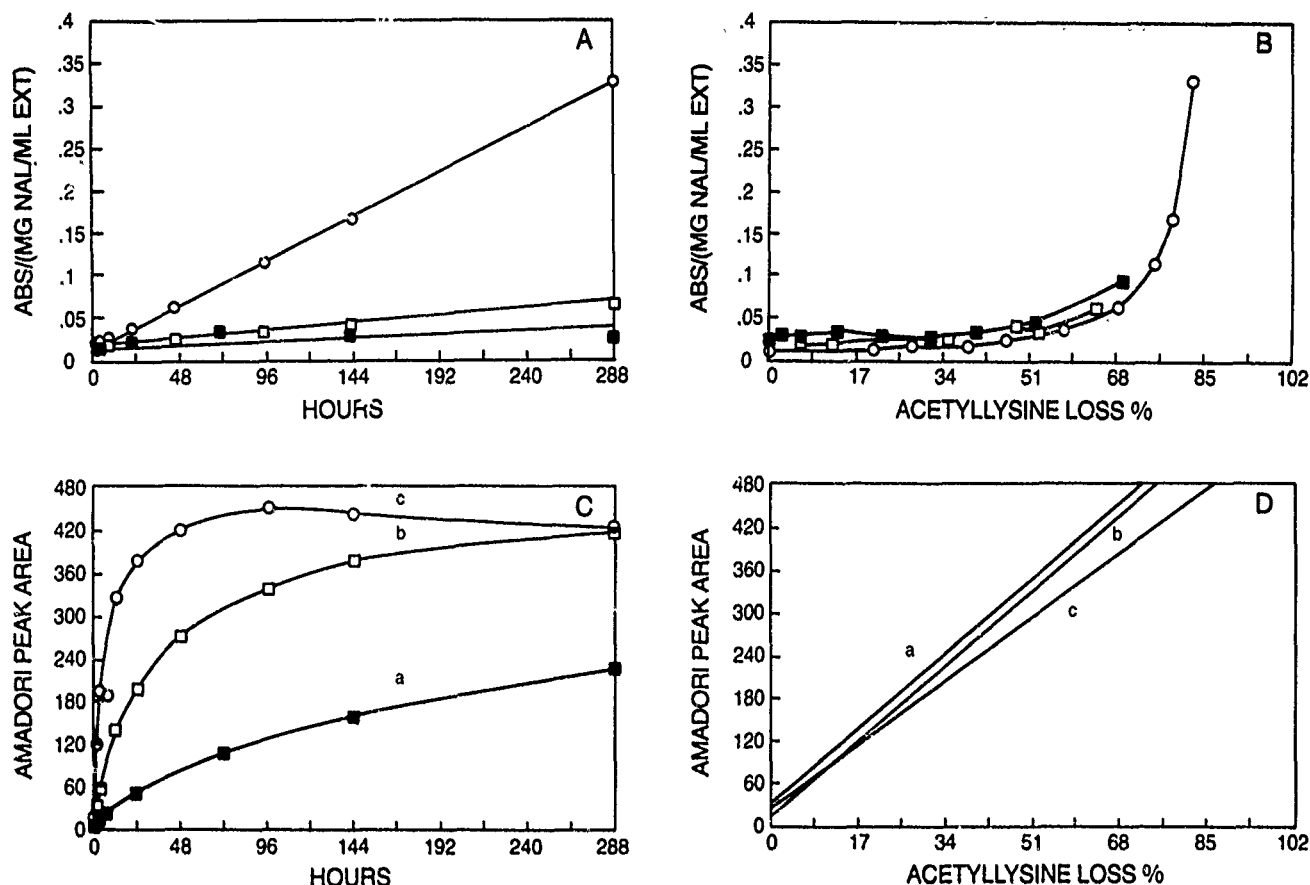 A
ABS/(MG NAL/ML EXT)
.4
.35
.3
.25
.2
.15
.1
.05
0
0 48 96 144 192 240 288
HOURS
B
ABS/(MG NAL/ML EXT)
.4
.35
.3
.25
.2
.15
.1
.05
0
0 17 34 51 68 85 102
ACETYLLYSINE LOSS %
C
AMADORI PEAK AREA
480
420
360
300
240
180
120
60
0
c
b
a
0 48 96 144 192 240 288
HOURS
D
AMADORI PEAK AREA
480
420
360
300
240
180
120
60
0
b
c
a
0 17 34 51 68 85 102
ACETYLLYSINE LOSS %